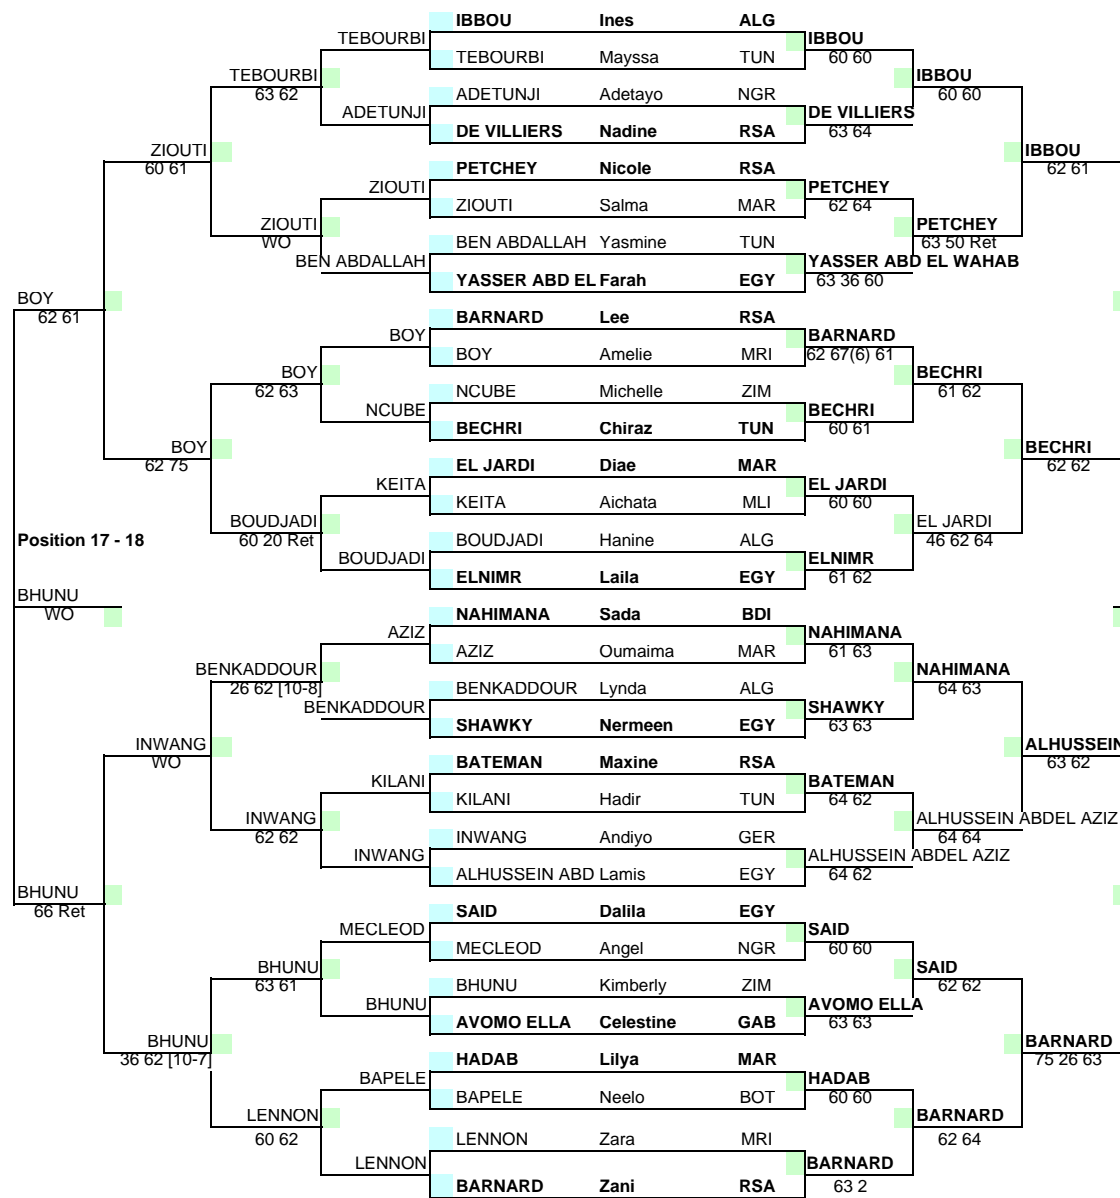 IBBOU Ines ALG
TEBOURBI IBBOU
TEBOURBI Mayssa TUN 60 60
TEBOURBI IBBOU
63 62 ADETUNJI Adetayo NGR 60 60
ADETUNJI DE VILLIERS
DE VILLIERS Nadine RSA 63 64
ZIOUTI IBBOU
60 61 PETCHEY Nicole RSA 62 61
ZIOUTI PETCHEY
ZIOUTI Salma MAR 62 64
ZIOUTI PETCHEY
WO BEN ABDALLAH Yasmine TUN 63 50 Ret
BEN ABDALLAH YASSER ABD EL WAHAB
YASSER ABD EL Farah EGY 63 36 60
BOY
62 61 BARNARD Lee RSA
BOY BARNARD
BOY Amelie MRI 62 67(6) 61
BOY BECHRI
62 63 NCUBE Michelle ZIM 61 62
NCUBE BECHRI
BECHRI Chiraz TUN 60 61
BOY BECHRI
62 75 EL JARDI Diae MAR 62 62
KEITA EL JARDI
KEITA Aichata MLI 60 60
BOUDJADI EL JARDI
Position 17 - 18 60 20 Ret BOUDJADI Hanine ALG 46 62 64
BOUDJADI ELNIMR
ELNIMR Laila EGY 61 62
BHUNU
WO NAHIMANA Sada BDI
AZIZ NAHIMANA
AZIZ Oumaima MAR 61 63
BENKADDOUR NAHIMANA
26 62 [10-8] BENKADDOUR Lynda ALG 64 63
BENKADDOUR SHAWKY
SHAWKY Nermeen EGY 63 63
INWANG ALHUSSEIN
WO BATEMAN Maxine RSA 63 62
KILANI BATEMAN
KILANI Hadir TUN 64 62
INWANG ALHUSSEIN ABDEL AZIZ
62 62 INWANG Andiyo GER 64 64
INWANG ALHUSSEIN ABDEL AZIZ
ALHUSSEIN ABD Lamis EGY 64 62
BHUNU
66 Ret SAID Dalila EGY
MECLEOD SAID
MECLEOD Angel NGR 60 60
BHUNU SAID
63 61 BHUNU Kimberly ZIM 62 62
BHUNU AVOMO ELLA
AVOMO ELLA Celestine GAB 63 63
BHUNU BARNARD
36 62 [10-7] HADAB Lilya MAR 75 26 63
BAPELE HADAB
BAPELE Neelo BOT 60 60
LENNON BARNARD
60 62 LENNON Zara MRI 62 64
LENNON BARNARD
BARNARD Zani RSA 63 2